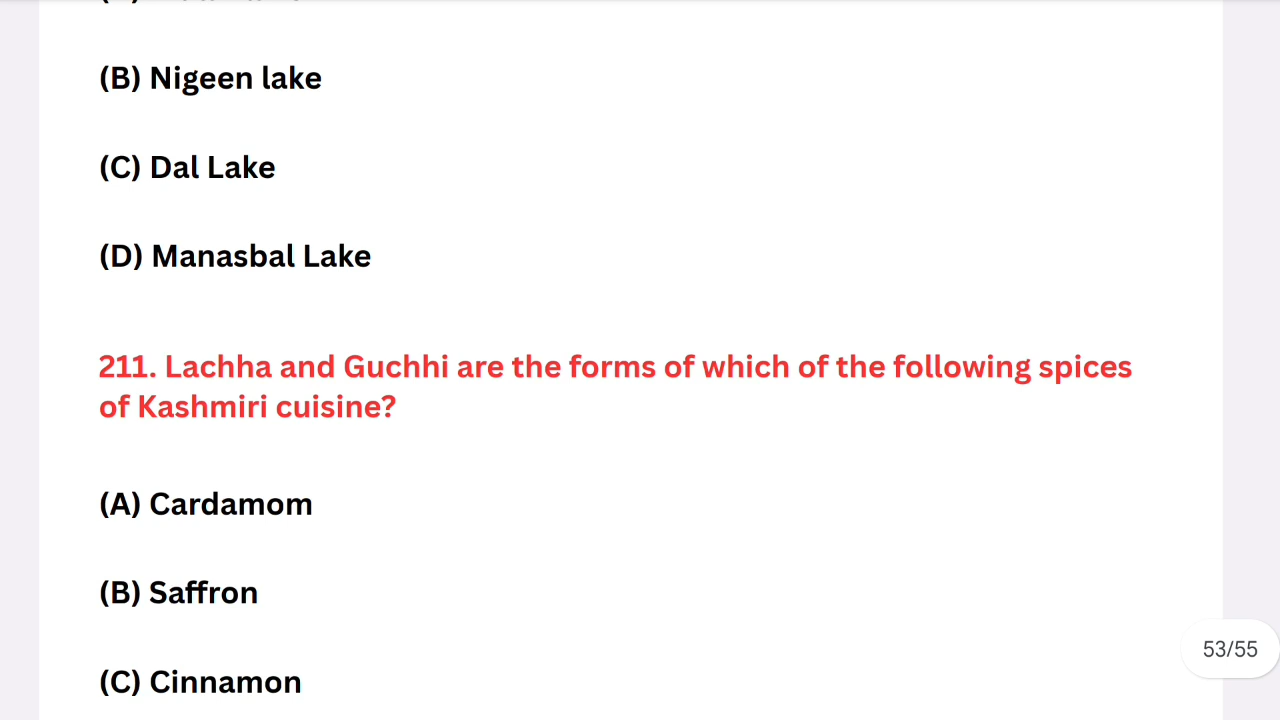 (B) Nigeen lake
(C) Dal Lake
(D) Manasbal Lake
211. Lachha and Guchhi are the forms of which of the following spices
of Kashmiri cuisine?
(A) Cardamom
(B) Saffron
53/55
(C) Cinnamon